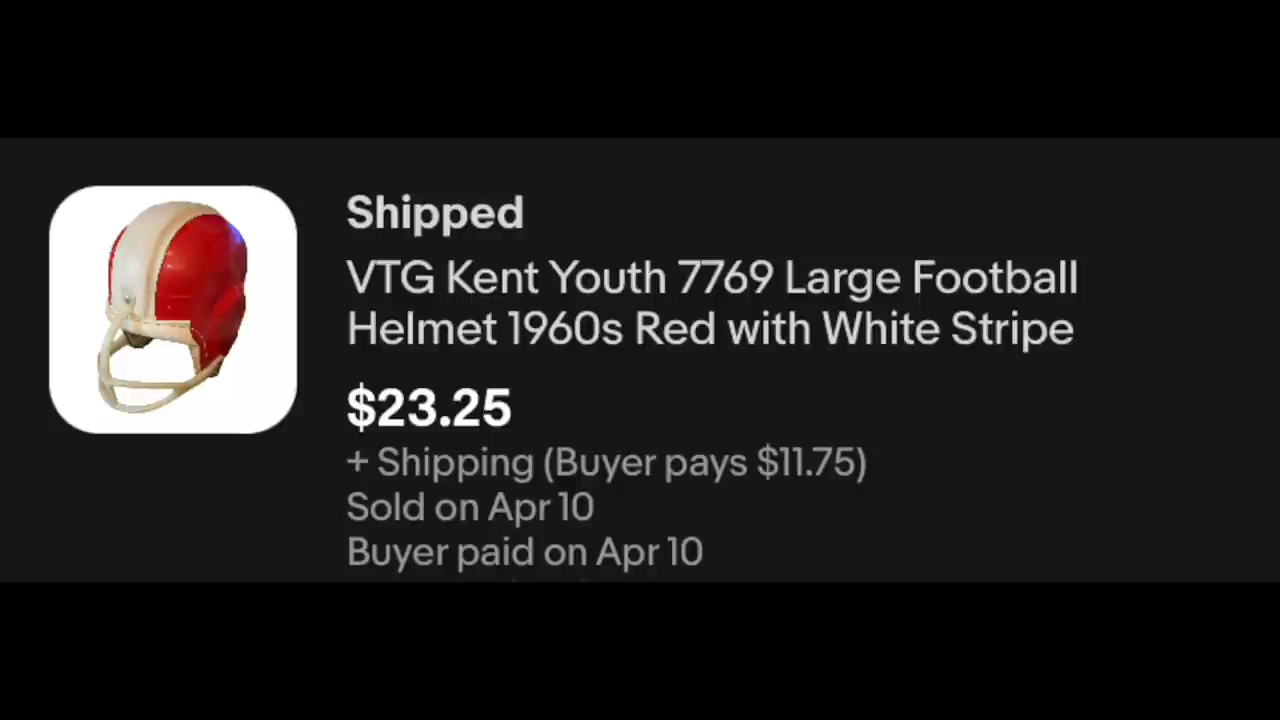 Shipped
VTG Kent Youth 7769 Large Football
Helmet 1960s Red with White Stripe
$23.25
+ Shipping (Buyer pays $11.75)
Sold on Apr 10
Buyer paid on Apr 10